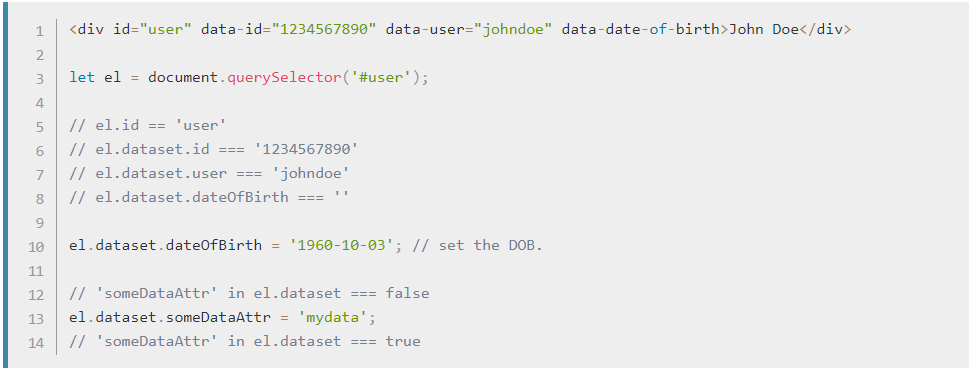 1 <div id="user" data-id="1234567890" data-user="johndoe" data-date-of-birth>John Doe</div>
2
3 let el = document.querySelector('#user');
4
5 // el.id == 'user'
6 // el.dataset.id === '1234567890'
7 // el.dataset.user === 'johndoe'
8 // el.dataset.dateOfBirth === ''
9
10 el.dataset.dateOfBirth = '1960-10-03'; // set the DOB.
11
12 // 'someDataAttr' in el.dataset === false
13 el.dataset.someDataAttr = 'mydata';
14 // 'someDataAttr' in el.dataset === true